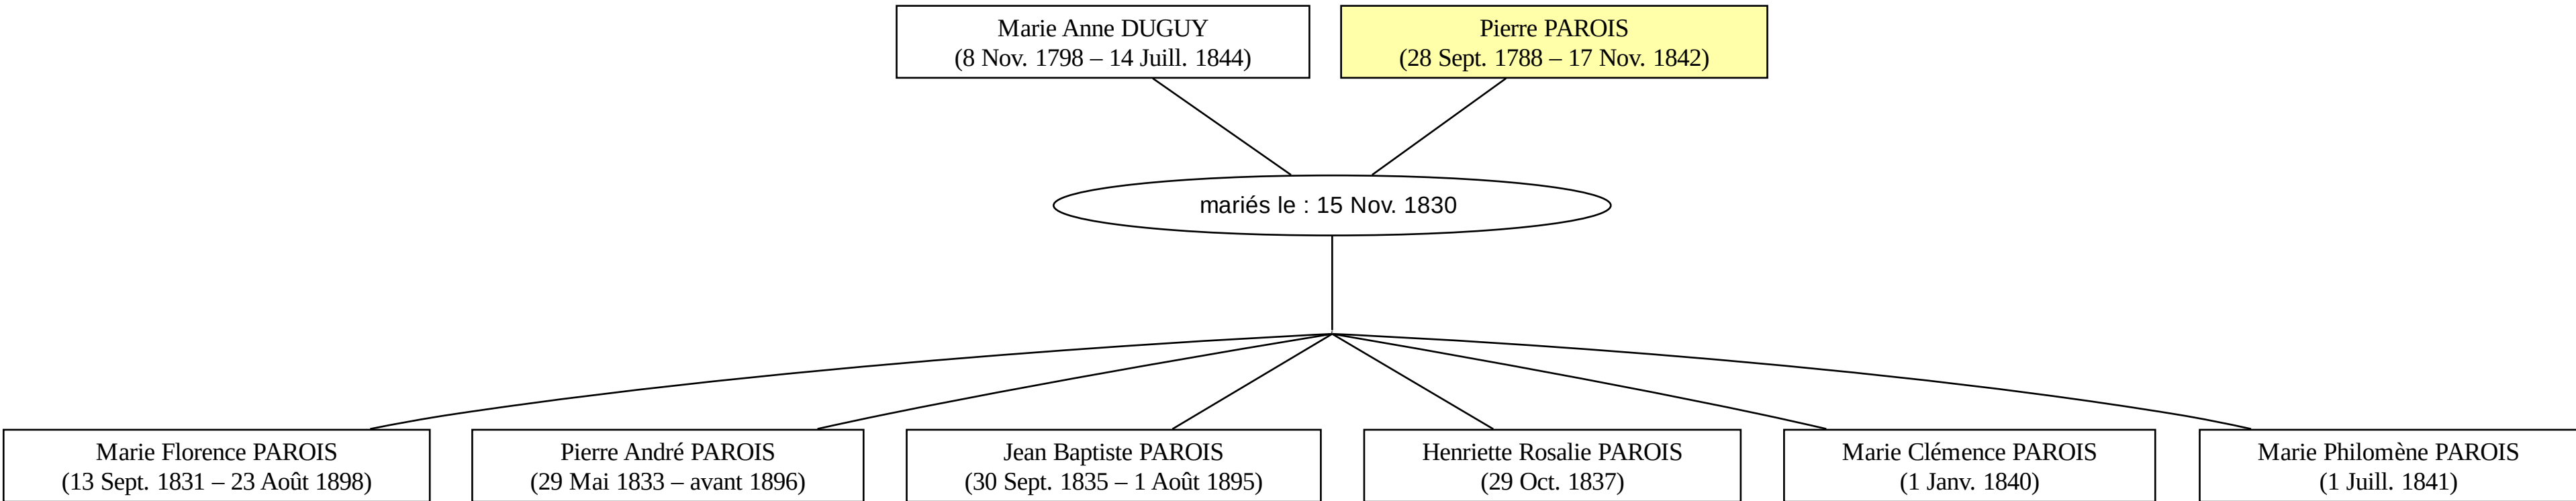 Marie Anne DUGUY
(8 Nov. 1798 – 14 Juill. 1844)
Pierre PAROIS
(28 Sept. 1788 – 17 Nov. 1842)
mariés le : 15 Nov. 1830
Marie Florence PAROIS
(13 Sept. 1831 – 23 Août 1898)
Pierre André PAROIS
(29 Mai 1833 – avant 1896)
Jean Baptiste PAROIS
(30 Sept. 1835 – 1 Août 1895)
Henriette Rosalie PAROIS
(29 Oct. 1837)
Marie Clémence PAROIS
(1 Janv. 1840)
Marie Philomène PAROIS
(1 Juill. 1841)